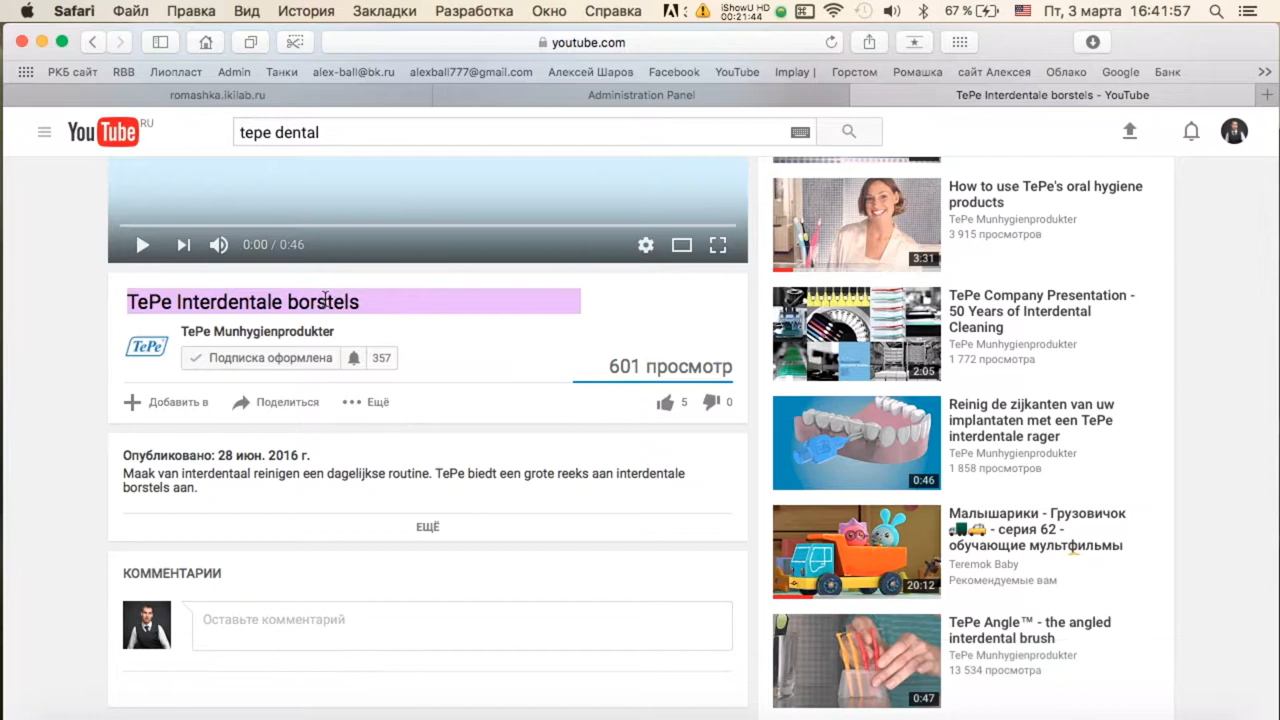 Safari Файл Правка Вид История Закладки Разработка Окно Справка iShowU HD 00:21:44 67 % Пт, 3 марта 16:41:57
youtube.com
РКБ сайт RBB Лиопласт Admin Танки alex-ball@bk.ru alexball777@gmail.com Алексей Шаров Facebook YouTube Implay | Горстом Ромашка сайт Алексея Облако Google Банк >>
romashka.ikilab.ru Administration Panel TePe Interdentale borstels - YouTube
YouTube RU tepe dental
0:00 / 0:46
TePe Interdentale borstels
TePe Munhygienprodukter
TePe
Подписка оформлена 357
601 просмотр
Добавить в Поделиться Ещё 5 0
Опубликовано: 28 июн. 2016 г.
Maak van interdentaal reinigen een dagelijkse routine. TePe biedt een grote reeks aan interdentale
borstels aan.
ЕЩЁ
КОММЕНТАРИИ
Оставьте комментарий
How to use TePe's oral hygiene
products
TePe Munhygienprodukter
3 915 просмотров
3:31
TePe Company Presentation -
50 Years of Interdental
Cleaning
TePe Munhygienprodukter
1 772 просмотра
2:05
Reinig de zijkanten van uw
implantaten met een TePe
interdentale rager
TePe Munhygienprodukter
1 858 просмотров
0:46
Малышарики - Грузовичок
🚛🚕 - серия 62 -
обучающие мультфильмы
Teremok Baby
Рекомендуемые вам
20:12
TePe Angle™ - the angled
interdental brush
TePe Munhygienprodukter
13 534 просмотра
0:47